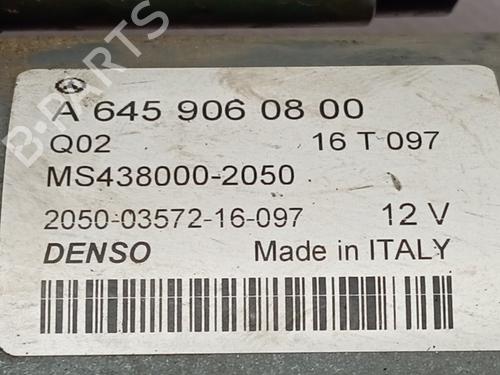 A 645 906 08 00
Q02 16 T 097
MS438000-2050
2050-03572-16-097 12 V
DENSO Made in ITALY
B-PARTS